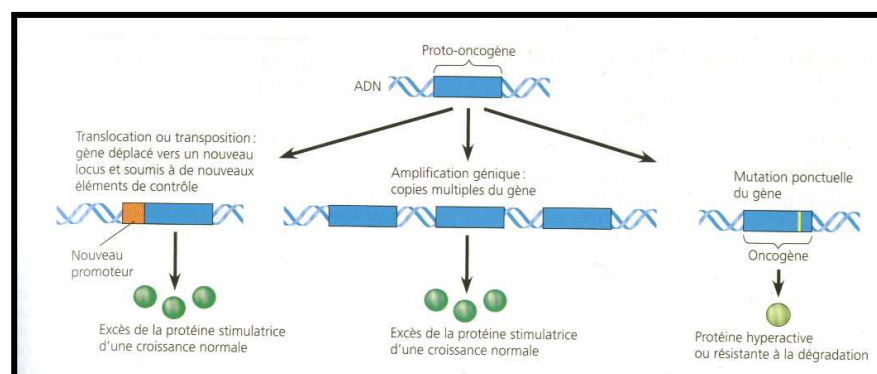 Proto-oncogène
ADN
Translocation ou transposition :
gène déplacé vers un nouveau
locus et soumis à de nouveaux
éléments de contrôle
Nouveau
promoteur
Excès de la protéine stimulatrice
d'une croissance normale
Amplification génique :
copies multiples du gène
Excès de la protéine stimulatrice
d'une croissance normale
Mutation ponctuelle
du gène
Oncogène
Protéine hyperactive
ou résistante à la dégradation